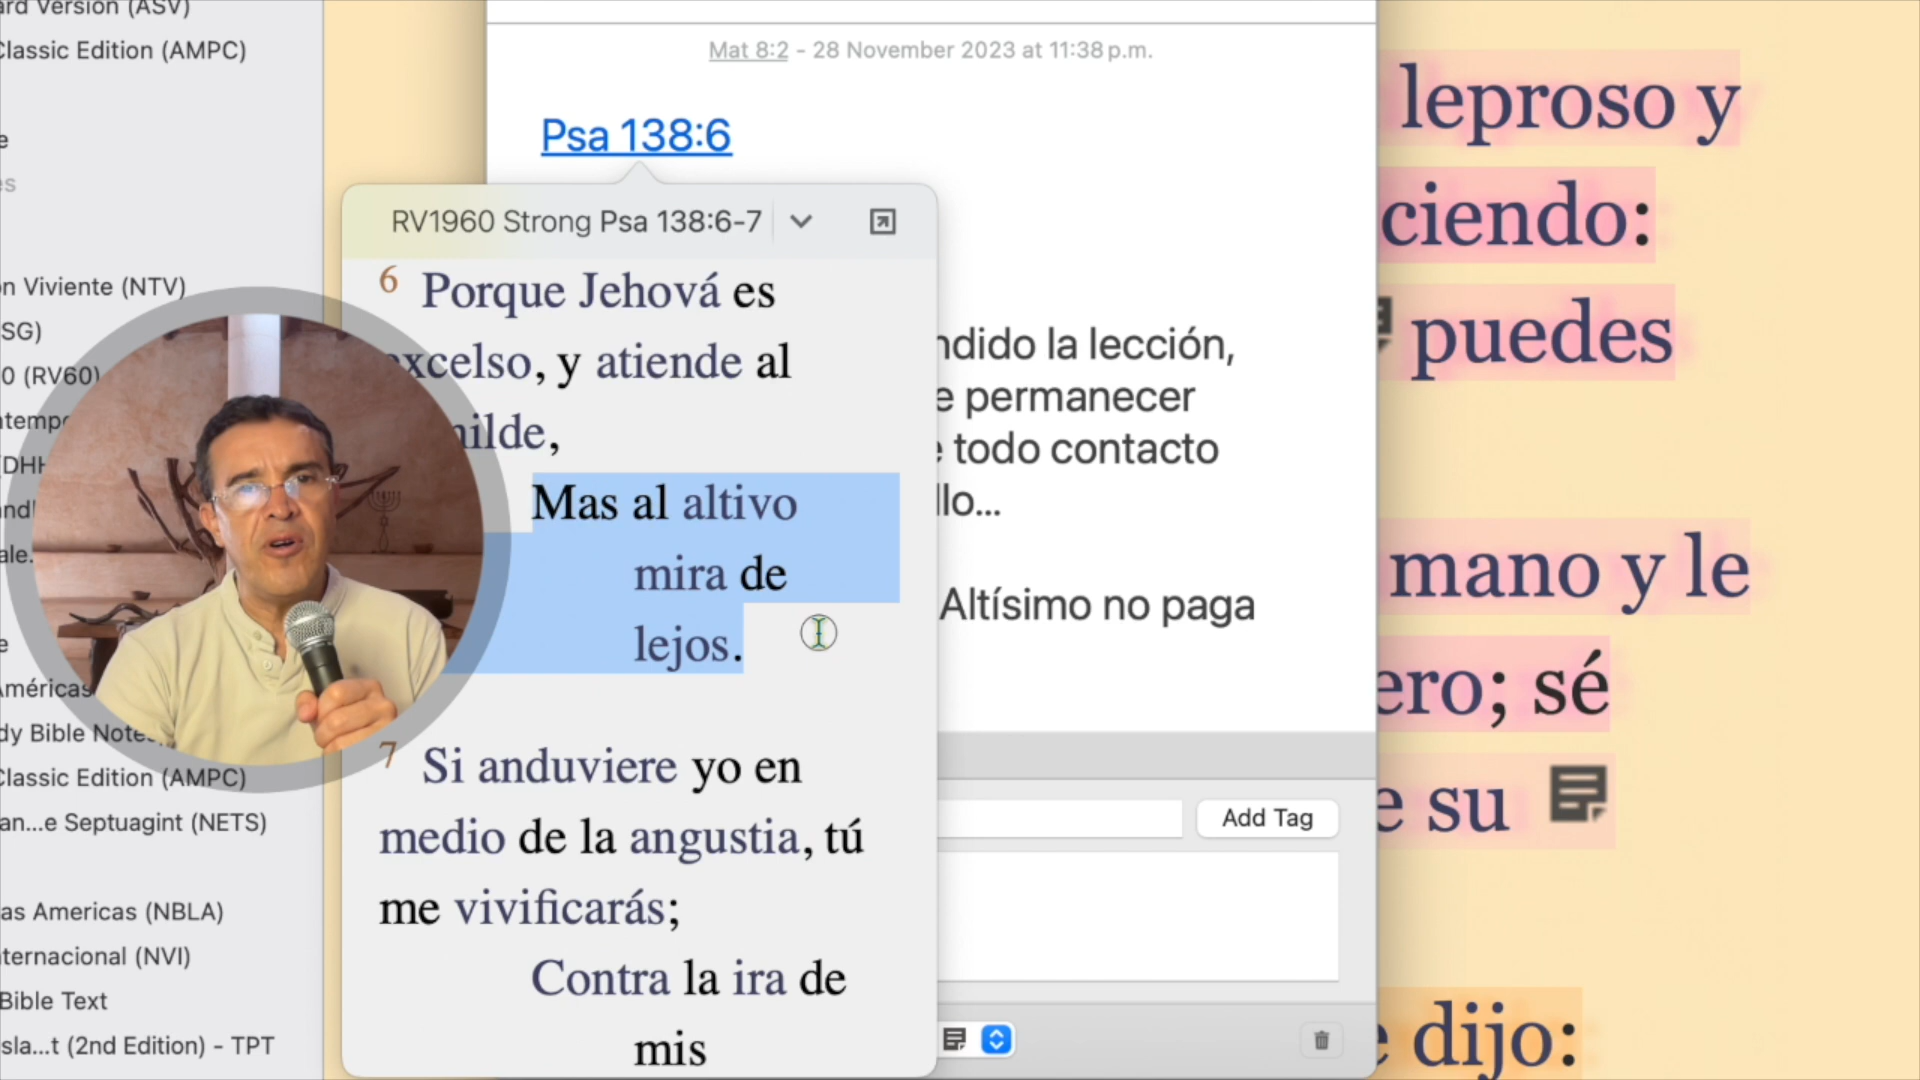 ard Version (ASV)
Classic Edition (AMPC)
n Viviente (NTV)
(RV60)
Américas
dy Bible Notes
Classic Edition (AMPC)
an...e Septuagint (NETS)
as Americas (NBLA)
nternacional (NVI)
Bible Text
sla...t (2nd Edition) - TPT
Mat 8:2 - 28 November 2023 at 11:38 p.m.
Psa 138:6
RV1960 Strong Psa 138:6-7
6 Porque Jehová es
excelso, y atiende al
nilde,
Mas al altivo
mira de
lejos.
7 Si anduviere yo en
medio de la angustia, tú
me vivificarás;
Contra la ira de
mis
ndido la lección,
e permanecer
e todo contacto
llo...
Altísimo no paga
Add Tag
leproso y
ciendo:
puedes
mano y le
ero; sé
e su
e dijo: